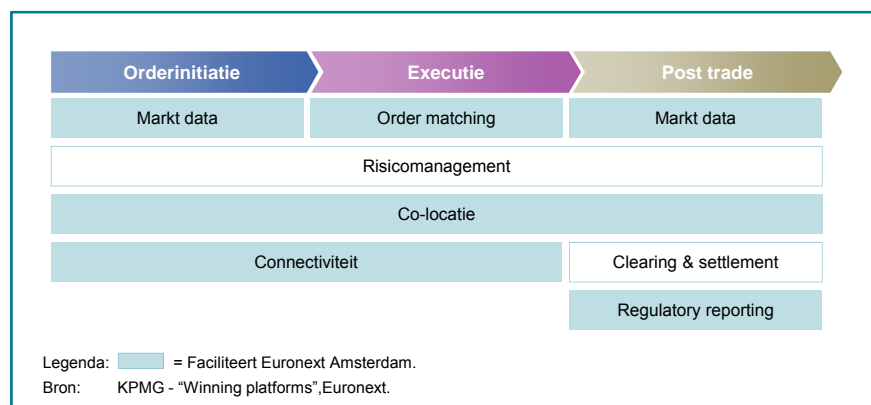 Orderinitiatie Executie Post trade
Markt data Order matching Markt data
Risicomanagement
Co-locatie
Connectiviteit Clearing & settlement
Regulatory reporting
Legenda: = Faciliteert Euronext Amsterdam.
Bron: KPMG - “Winning platforms”,Euronext.